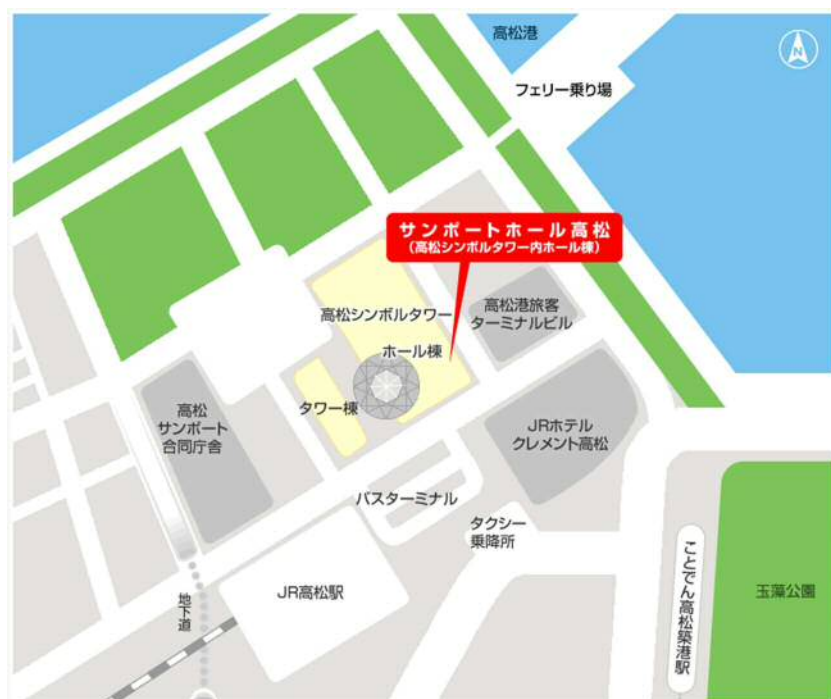 高松港
N
フェリー乗り場
サンポートホール高松
(高松シンボルタワー内ホール棟)
高松港旅客
ターミナルビル
高松シンボルタワー
ホール棟
タワー棟
高松
サンポート
合同庁舎
JRホテル
クレメント高松
バスターミナル
タクシー
乗降所
JR高松駅
地下道
ことでん高松築港駅
玉藻公園